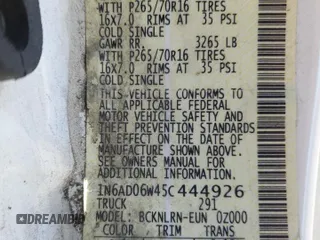 WITH P265/70R16 TIRES
16X7.0 RIMS AT 35 PSI
COLD SINGLE
GAWR RR. 3265 LB
WITH P265/70R16 TIRES
16X7.0 RIMS AT 35 PSI
COLD SINGLE
THIS VEHICLE CONFORMS TO
ALL APPLICABLE FEDERAL
MOTOR VEHICLE SAFETY AND
THEFT PREVENTION STANDARDS
IN EFFECT ON THE DATE OF
MANUFACTURE SHOWN ABOVE.
SEE OWNERS MANUAL FOR
ADDITIONAL INFORMATION.
1N6AD06W45C444926
TRUCK 291
MODEL: BCKNLRN-EUN 0Z000
COLOR TRIM TRANS